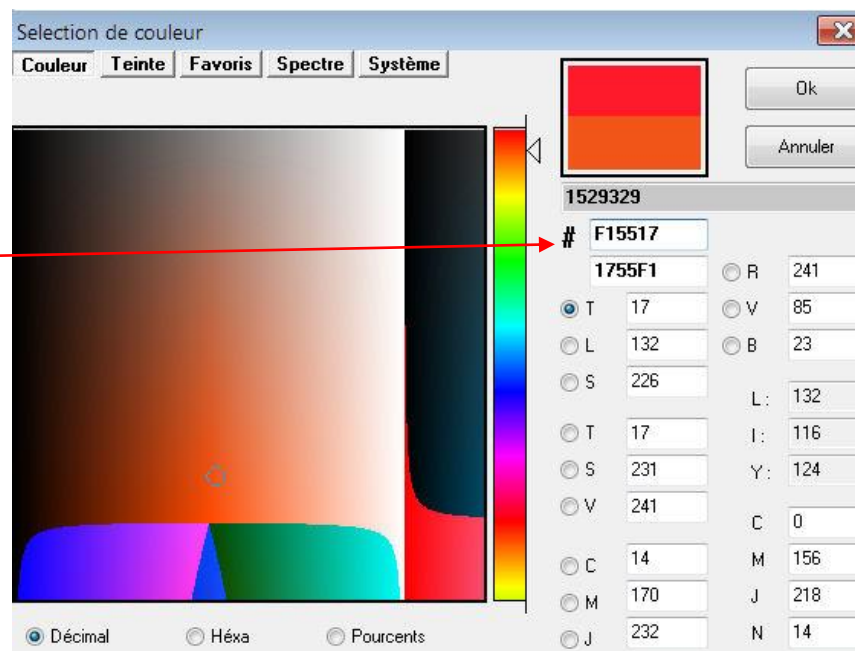 Selection de couleur
Couleur Teinte Favoris Spectre Système
Ok
Annuler
1529329
# F15517
1755F1 R 241
T 17 V 85
L 132 B 23
S 226 L: 132
T 17 I: 116
S 231 Y: 124
V 241 C 0
C 14 M 156
M 170 J 218
J 232 N 14
Décimal Héxa Pourcents